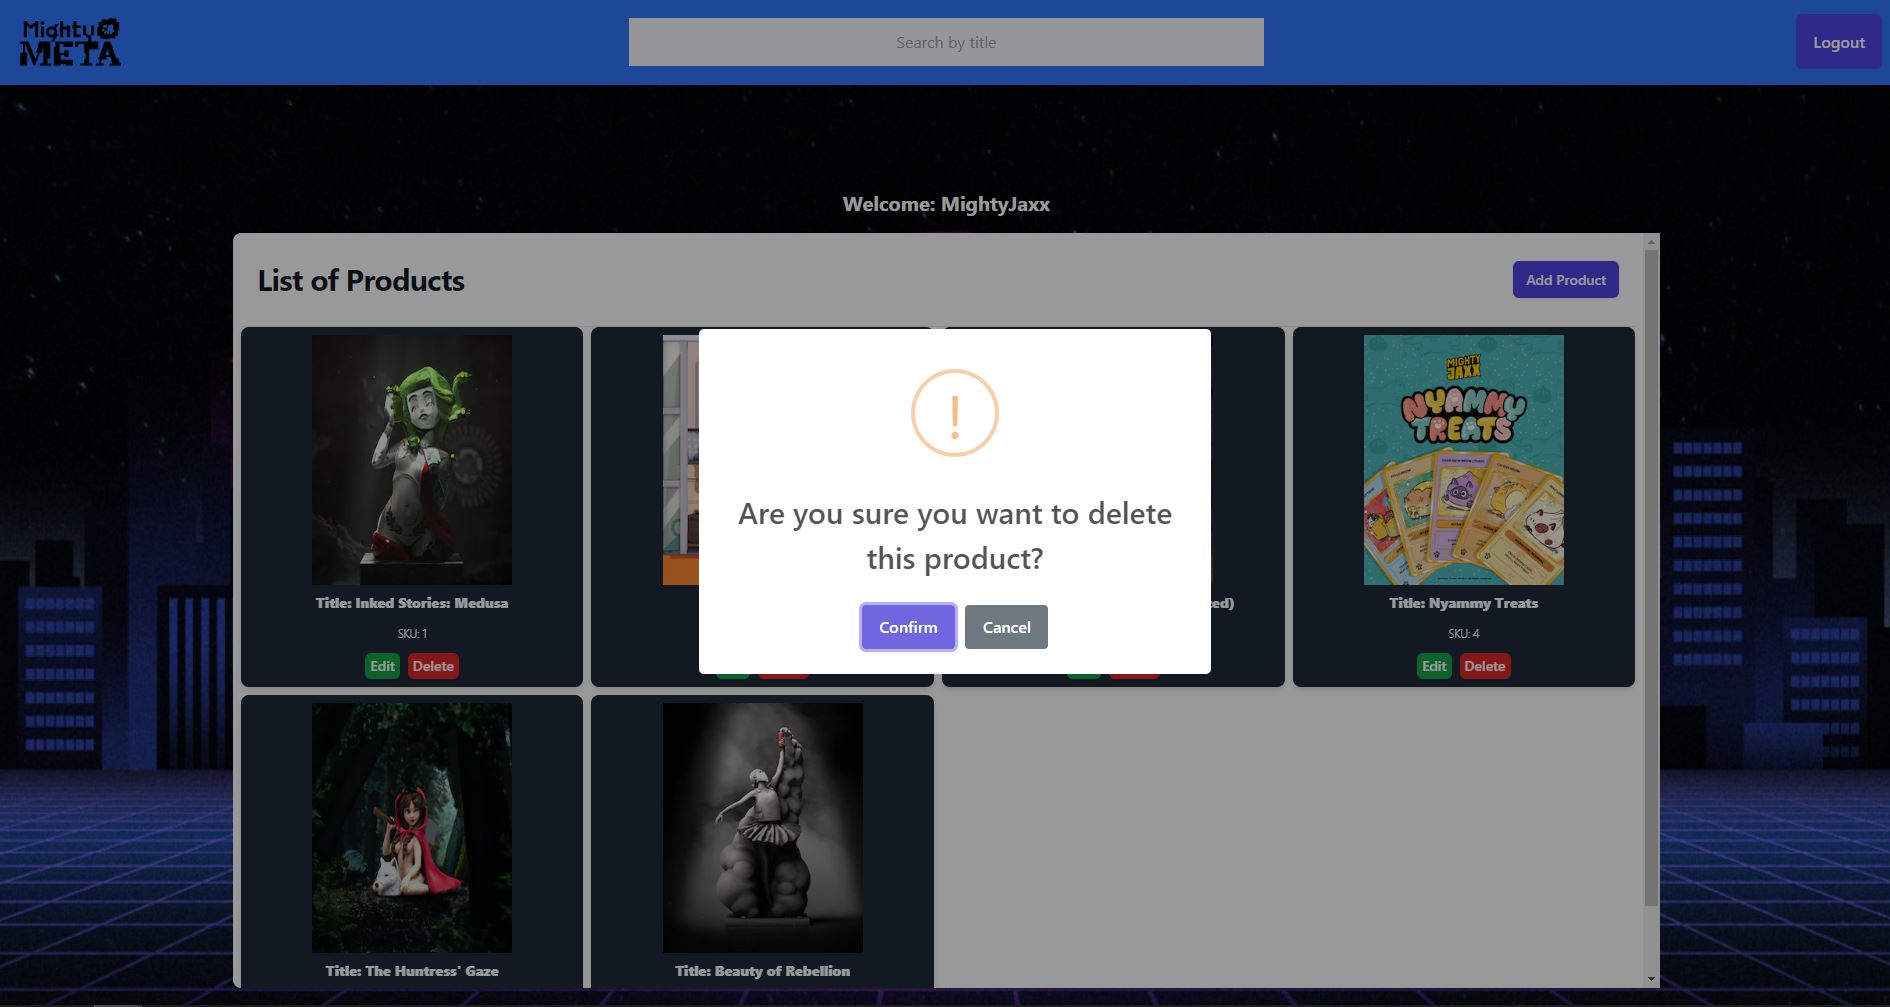 Mighty
META
Search by title
Logout
Welcome: MightyJaxx
List of Products
Add Product
MIGHTY
JAXX
NYAMMY
TREATS
Are you sure you want to delete
this product?
Confirm
Cancel
Title: Inked Stories: Medusa
SKU: 1
Edit
Delete
Title: Nyammy Treats
SKU: 4
Edit
Delete
Title: The Huntress' Gaze
Title: Beauty of Rebellion